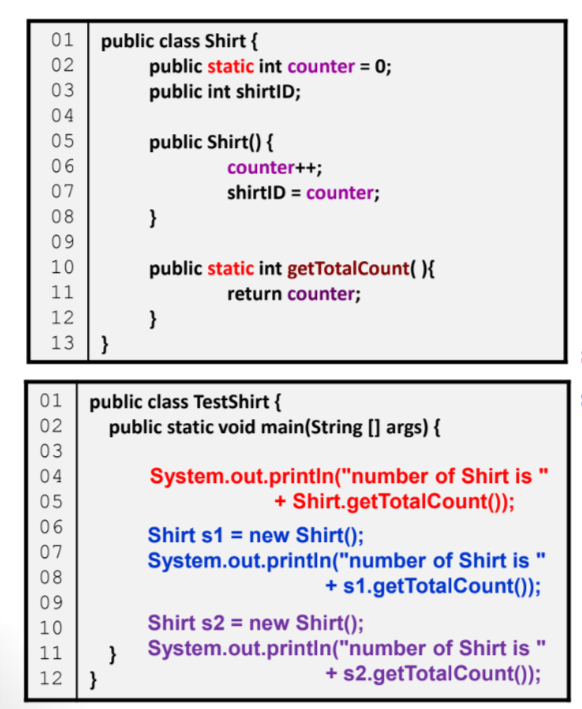 01 public class Shirt {
02 public static int counter = 0;
03 public int shirtID;
04
05 public Shirt() {
06 counter++;
07 shirtID = counter;
08 }
09
10 public static int getTotalCount( ){
11 return counter;
12 }
13 }
01 public class TestShirt {
02 public static void main(String [] args) {
03
04 System.out.println("number of Shirt is "
05 + Shirt.getTotalCount());
06 Shirt s1 = new Shirt();
07 System.out.println("number of Shirt is "
08 + s1.getTotalCount());
09
10 Shirt s2 = new Shirt();
11 } System.out.println("number of Shirt is "
12 } + s2.getTotalCount());